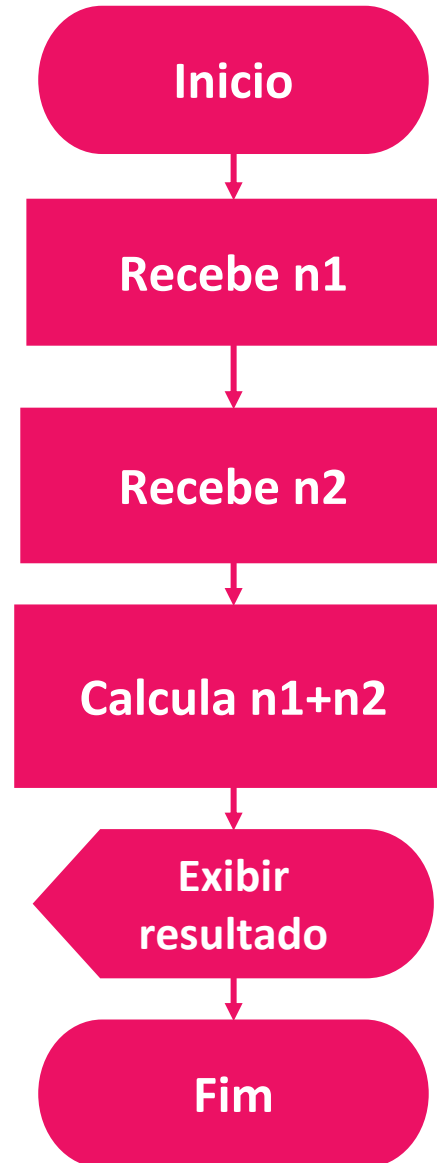 Inicio
Recebe n1
Recebe n2
Calcula n1+n2
Exibir
resultado
Fim